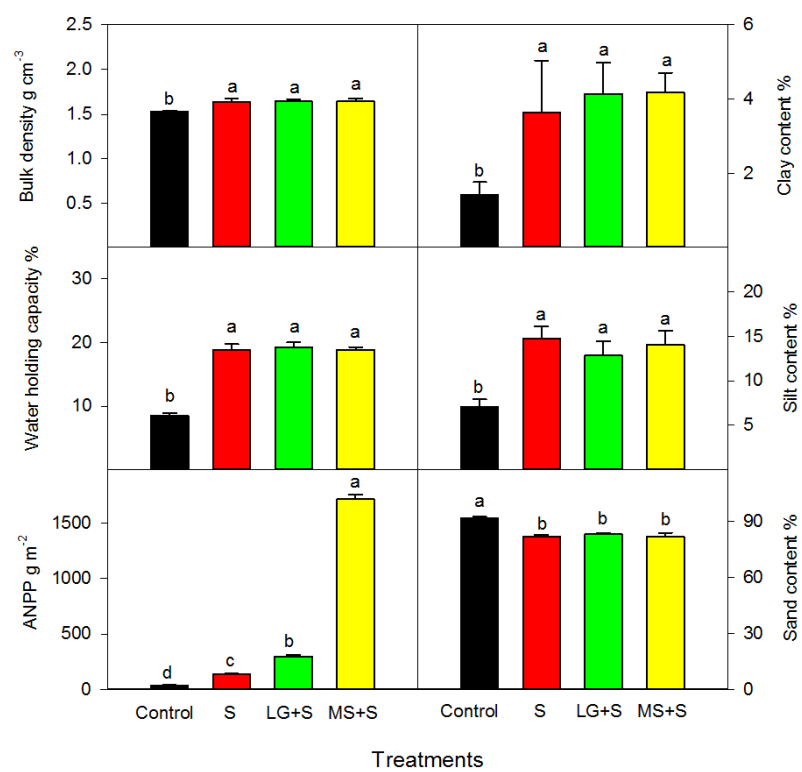 Bulk density g cm-3
2.5
2.0
1.5
1.0
0.5
b a a a
Clay content %
6
4
2
b a a a
Water holding capacity %
30
20
10
b a a a
Silt content %
20
15
10
5
b a a a
ANPP g m-2
1500
1000
500
0
d c b a
Sand content %
90
60
30
0
a b b b
Control S LG+S MS+S
Control S LG+S MS+S
Treatments